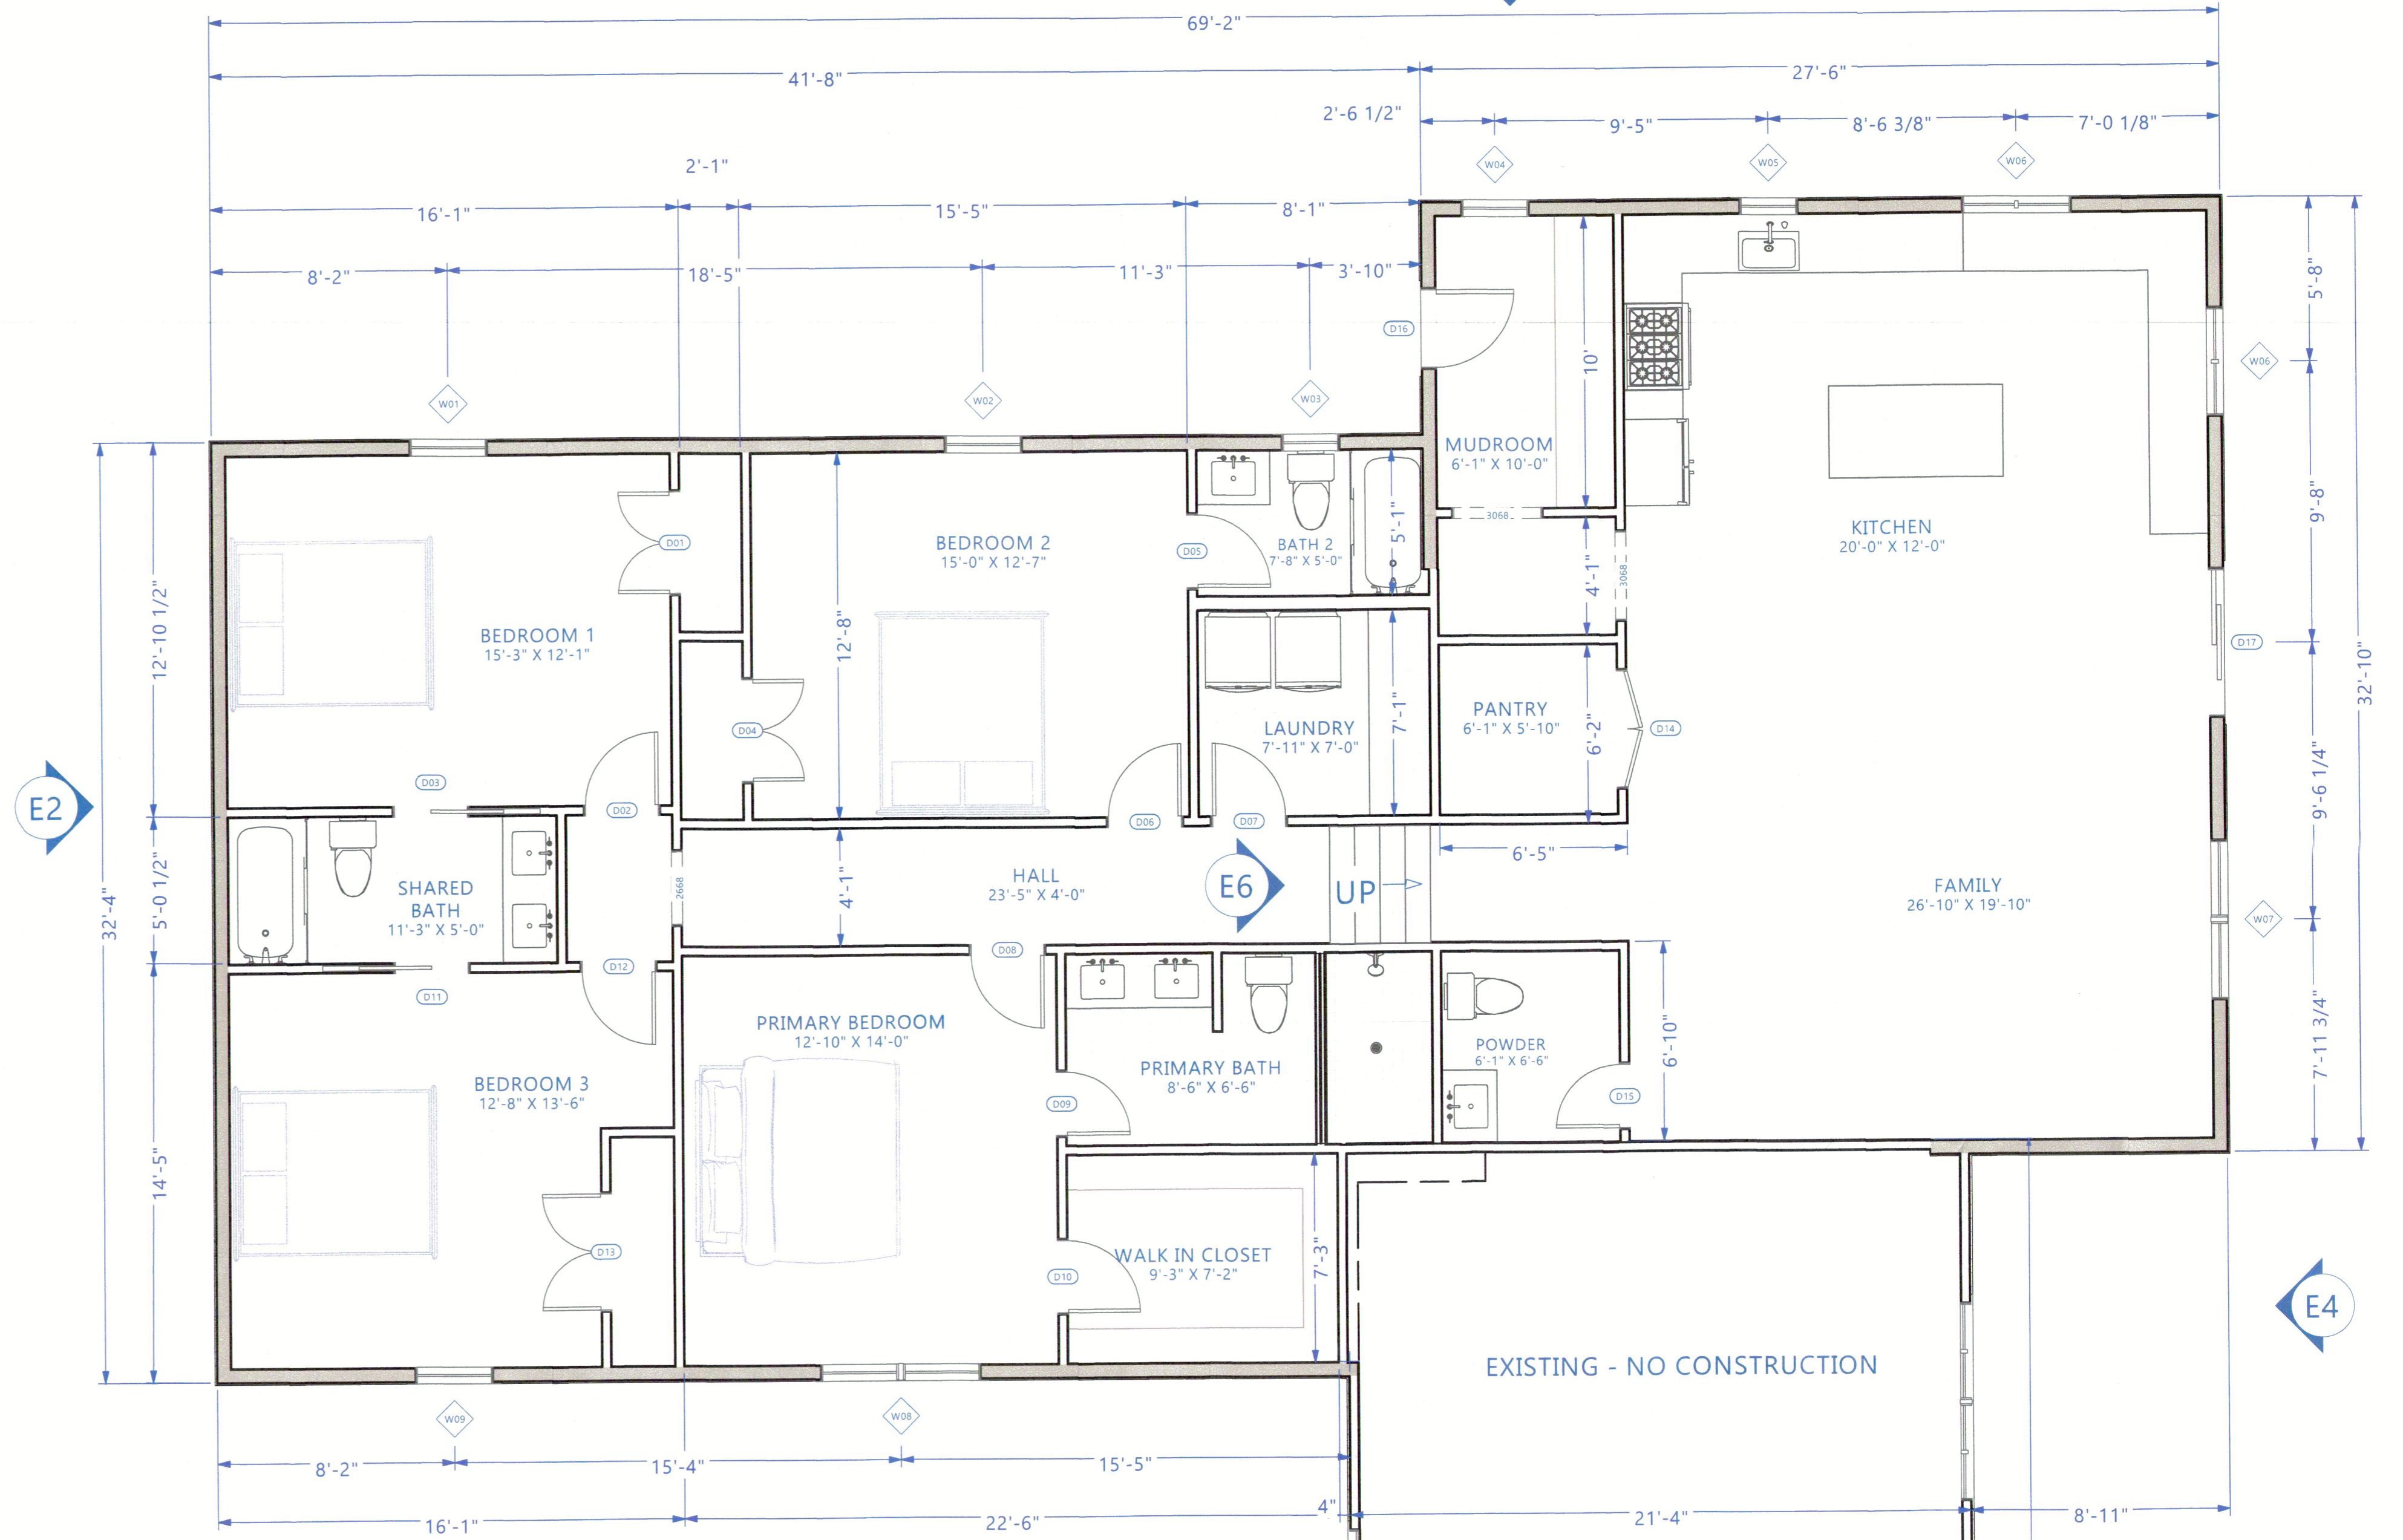 69'-2"
41'-8"
27'-6"
2'-6 1/2"
9'-5"
8'-6 3/8"
7'-0 1/8"
W04
W05
W06
2'-1"
16'-1"
15'-5"
8'-1"
8'-2"
18'-5"
11'-3"
3'-10"
5'-8"
D16
W01
W02
W03
W06
10'
MUDROOM
6'-1" X 10'-0"
3068
KITCHEN
20'-0" X 12'-0"
9'-8"
BEDROOM 2
15'-0" X 12'-7"
D01
D05
BATH 2
7'-8" X 5'-0"
5'-1"
4'-1"
3068
12'-10 1/2"
BEDROOM 1
15'-3" X 12'-1"
12'-8"
D17
32'-10"
D04
LAUNDRY
7'-11" X 7'-0"
7'-1"
PANTRY
6'-1" X 5'-10"
6'-2"
D14
9'-6 1/4"
D03
D02
D06
D07
E2
6'-5"
SHARED
BATH
11'-3" X 5'-0"
2668
4'-1"
HALL
23'-5" X 4'-0"
E6
UP
FAMILY
26'-10" X 19'-10"
W07
32'-4"
5'-0 1/2"
D12
D08
D11
PRIMARY BEDROOM
12'-10" X 14'-0"
PRIMARY BATH
8'-6" X 6'-6"
POWDER
6'-1" X 6'-6"
6'-10"
D15
7'-11 3/4"
BEDROOM 3
12'-8" X 13'-6"
D09
14'-5"
D13
D10
WALK IN CLOSET
9'-3" X 7'-2"
7'-3"
E4
EXISTING - NO CONSTRUCTION
W09
W08
8'-2"
15'-4"
15'-5"
16'-1"
22'-6"
4"
21'-4"
8'-11"